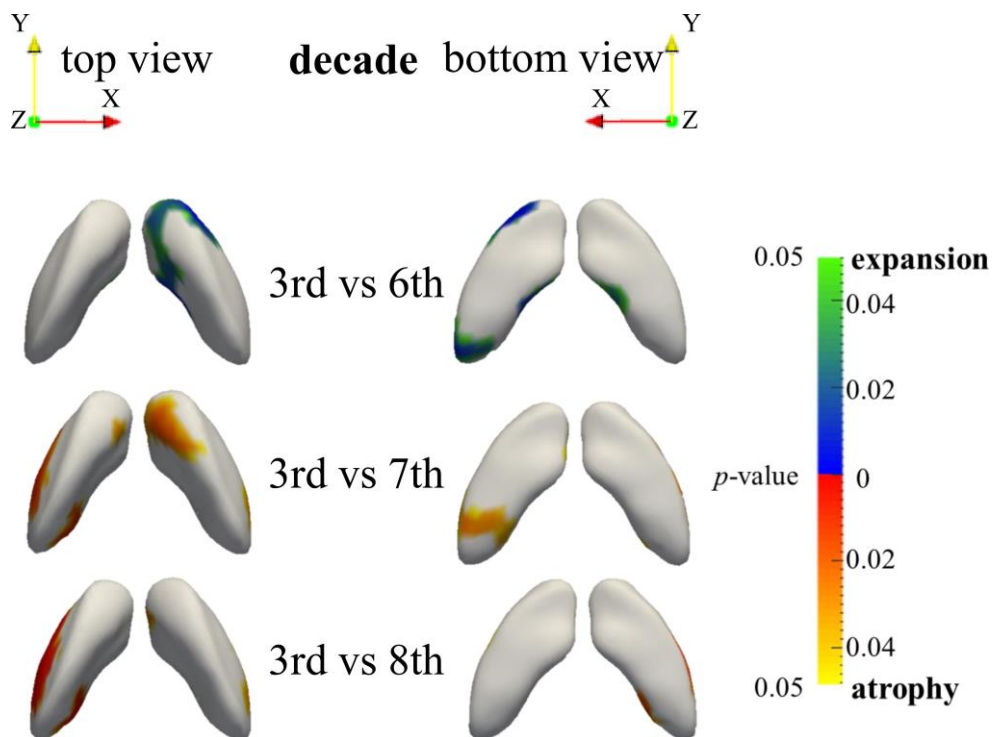 Y
Y
top view
decade
bottom view
X
X
Z
Z
0.05
expansion
3rd vs 6th
0.04
0.02
3rd vs 7th
p-value
0
0.02
0.04
3rd vs 8th
0.05
atrophy